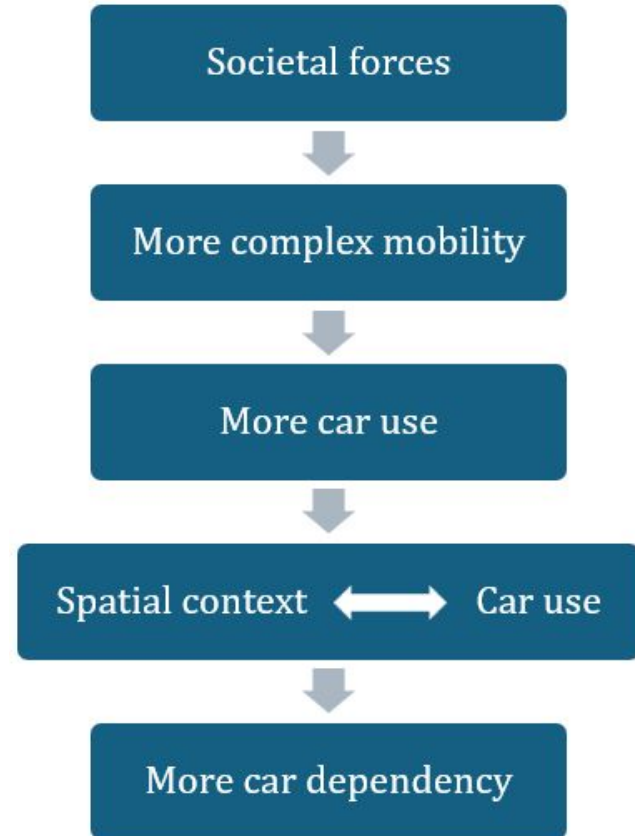 Societal forces
More complex mobility
More car use
Spatial context Car use
More car dependency